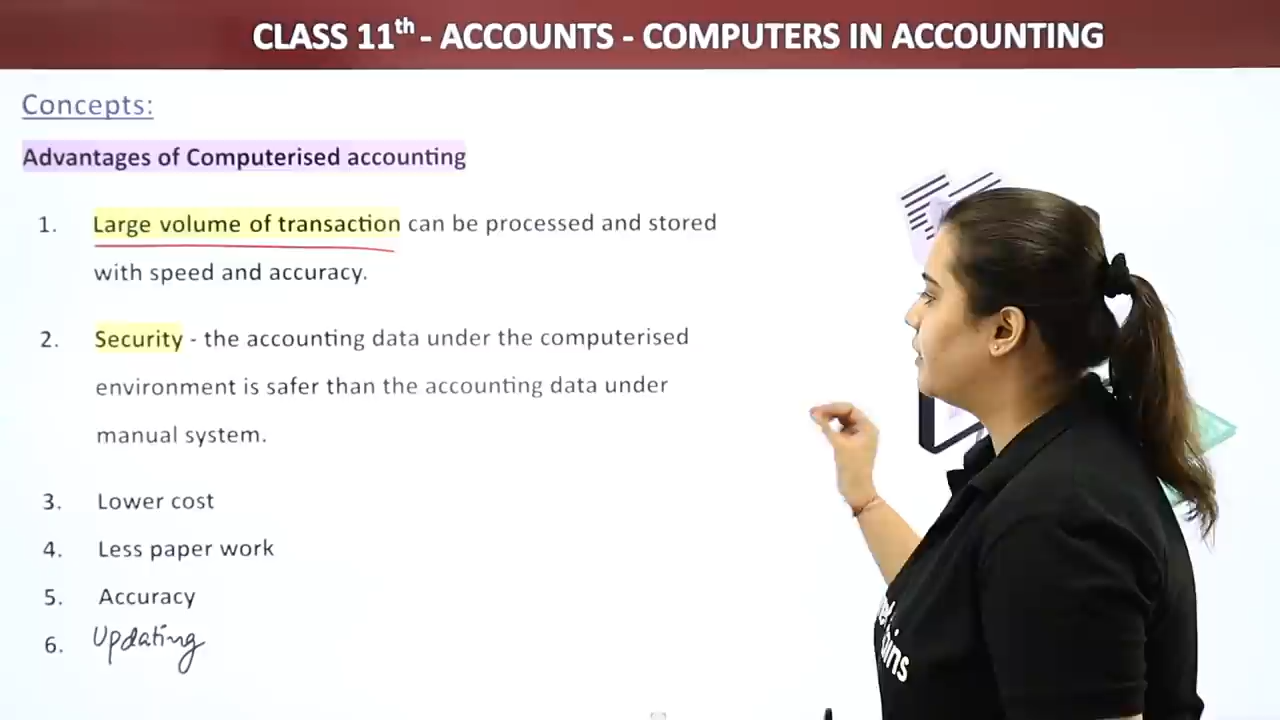 CLASS 11th - ACCOUNTS - COMPUTERS IN ACCOUNTING
Concepts:
Advantages of Computerised accounting
1. Large volume of transaction can be processed and stored
with speed and accuracy.
2. Security - the accounting data under the computerised
environment is safer than the accounting data under
manual system.
3. Lower cost
4. Less paper work
5. Accuracy
6. Updating